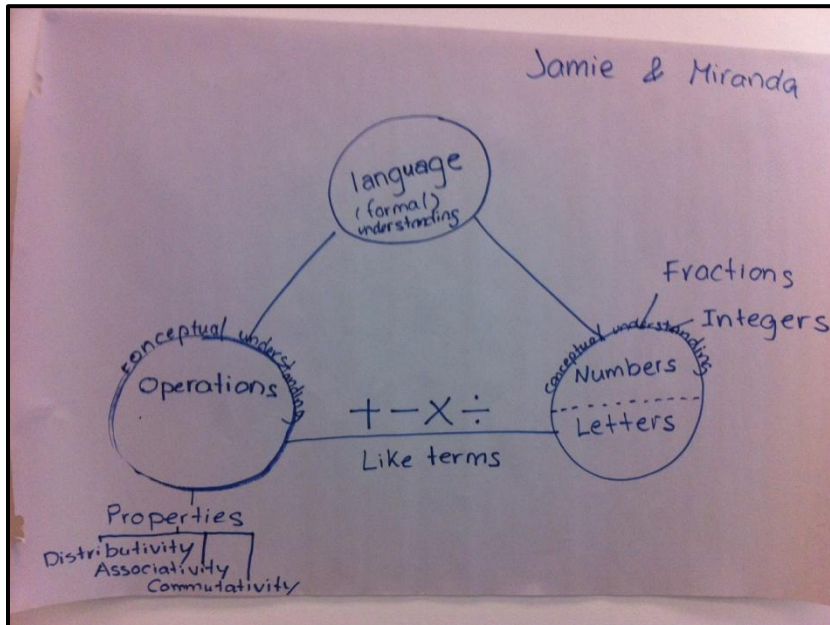 Jamie & Miranda
language
(formal)
understanding
Fractions
Integers
conceptual understanding
Operations
conceptual understanding
Numbers
Letters
+ - × ÷
Like terms
Properties
Distributivity
Associativity
Commutativity